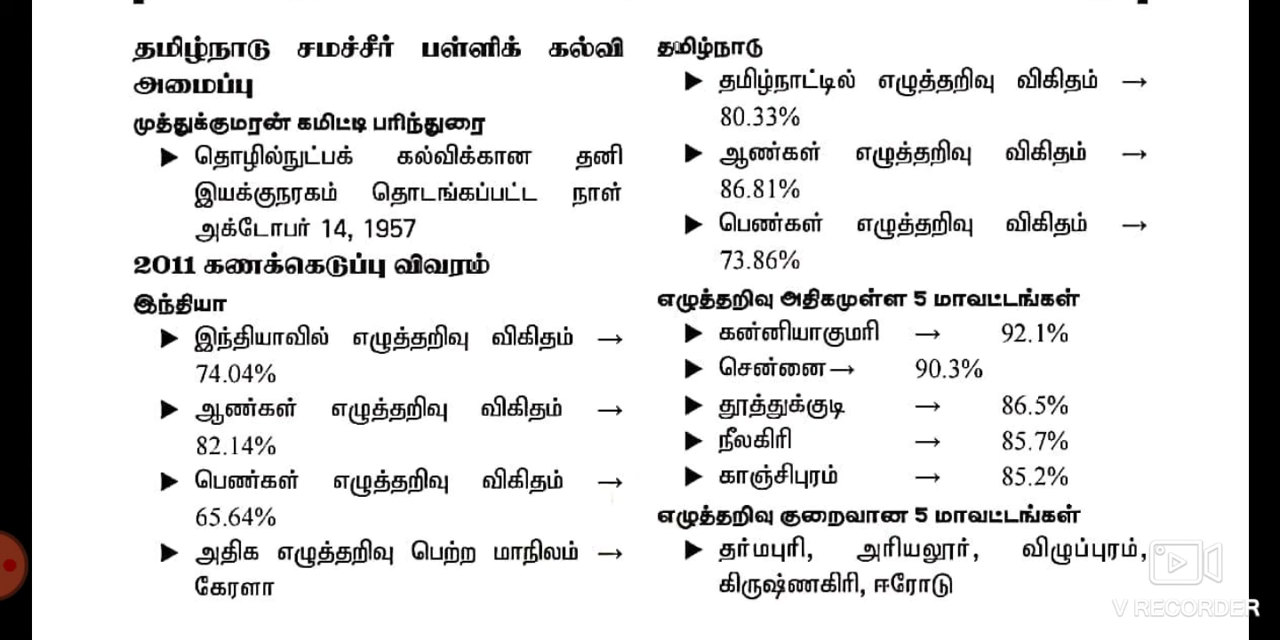 தமிழ்நாடு சமச்சீர் பள்ளிக் கல்வி
அமைப்பு
முத்துக்குமரன் கமிட்டி பரிந்துரை
▶ தொழில்நுட்பக் கல்விக்கான தனி
இயக்குநரகம் தொடங்கப்பட்ட நாள்
அக்டோபர் 14, 1957
2011 கணக்கெடுப்பு விவரம்
இந்தியா
▶ இந்தியாவில் எழுத்தறிவு விகிதம் →
74.04%
▶ ஆண்கள் எழுத்தறிவு விகிதம் →
82.14%
▶ பெண்கள் எழுத்தறிவு விகிதம் →
65.64%
▶ அதிக எழுத்தறிவு பெற்ற மாநிலம் →
கேரளா
தமிழ்நாடு
▶ தமிழ்நாட்டில் எழுத்தறிவு விகிதம் →
80.33%
▶ ஆண்கள் எழுத்தறிவு விகிதம் →
86.81%
▶ பெண்கள் எழுத்தறிவு விகிதம் →
73.86%
எழுத்தறிவு அதிகமுள்ள 5 மாவட்டங்கள்
▶ கன்னியாகுமரி → 92.1%
▶ சென்னை → 90.3%
▶ தூத்துக்குடி → 86.5%
▶ நீலகிரி → 85.7%
▶ காஞ்சிபுரம் → 85.2%
எழுத்தறிவு குறைவான 5 மாவட்டங்கள்
▶ தர்மபுரி, அரியலூர், விழுப்புரம்,
கிருஷ்ணகிரி, ஈரோடு
V RECORDER